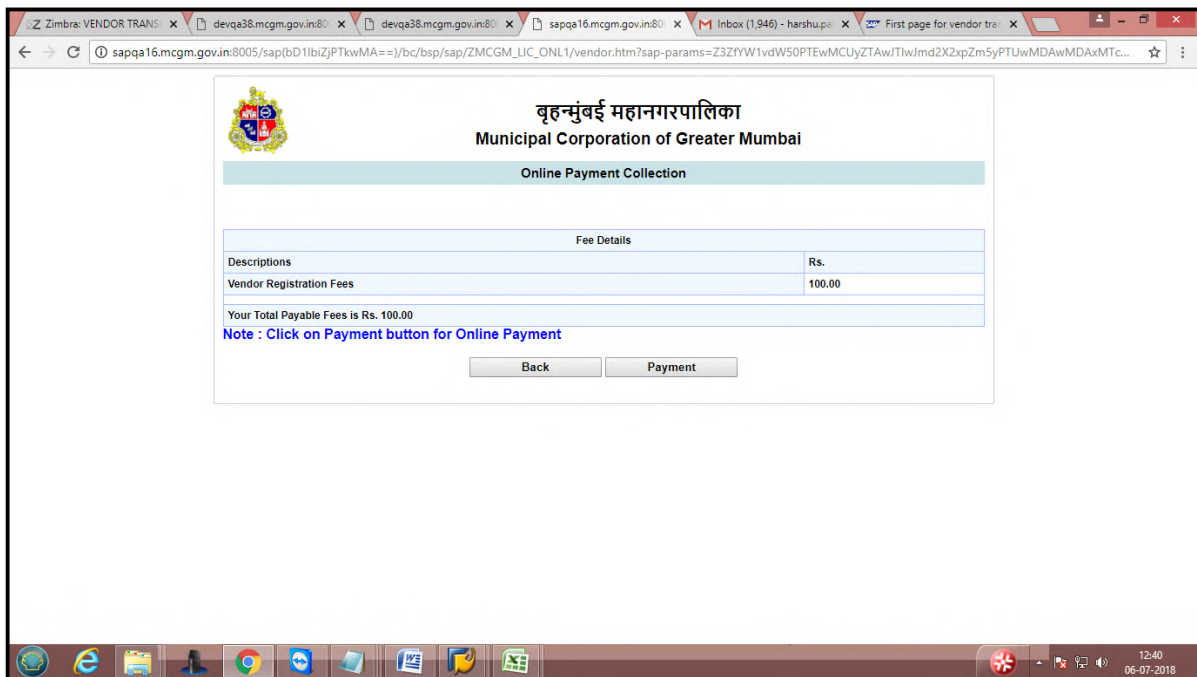 Zimbra: VENDOR TRANS
devqa38.mcgm.gov.in:80
devqa38.mcgm.gov.in:80
sapqa16.mcgm.gov.in:80
Inbox (1,946) - harshu.pa
First page for vendor tra
sapqa16.mcgm.gov.in:8005/sap(bD1lbiZjPTkwMA==)/bc/bsp/sap/ZMCGM_LIC_ONL1/vendor.htm?sap-params=Z3ZfYW1vdW50PTEwMCUyZTAwJTIwJmd2X2xpZm5yPTUwMDAwMDAxMTc...
बृहन्मुंबई महानगरपालिका
Municipal Corporation of Greater Mumbai
Online Payment Collection
Fee Details
Descriptions Rs.
Vendor Registration Fees 100.00
Your Total Payable Fees is Rs. 100.00
Note : Click on Payment button for Online Payment
Back Payment
12:40
06-07-2018